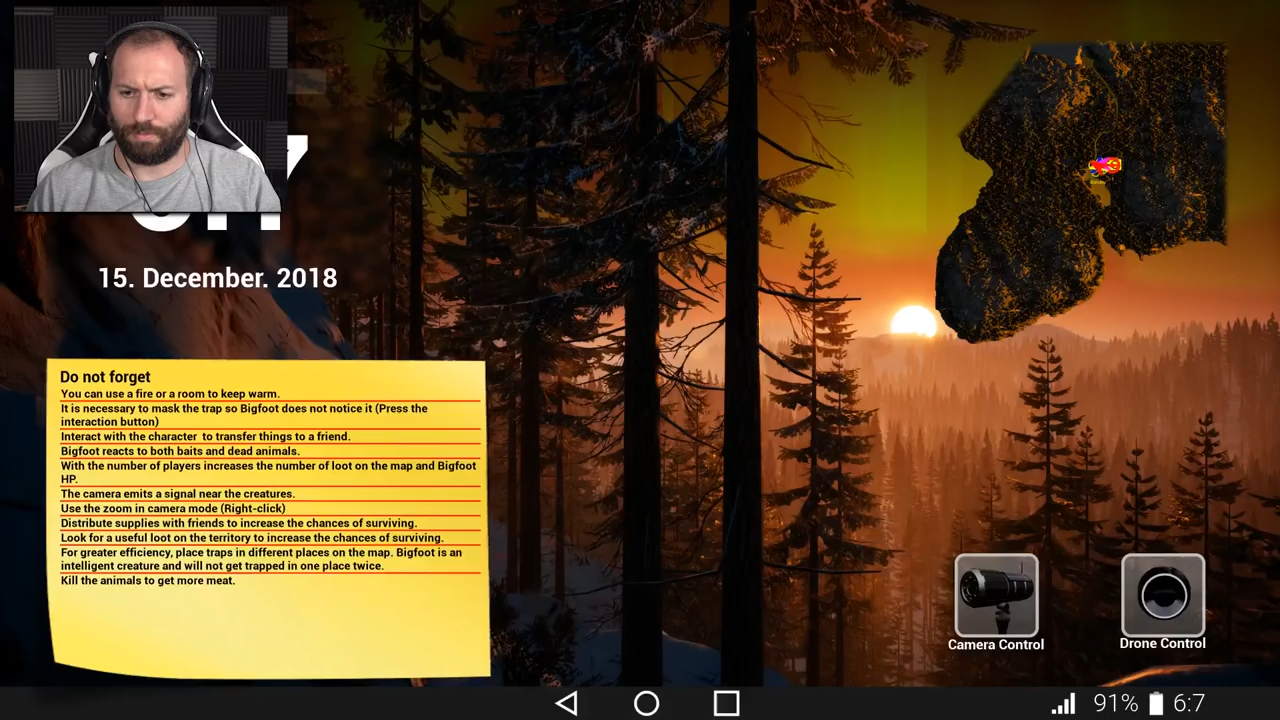 15. December. 2018
Do not forget
You can use a fire or a room to keep warm.
It is necessary to mask the trap so Bigfoot does not notice it (Press the
interaction button)
Interact with the character to transfer things to a friend.
Bigfoot reacts to both baits and dead animals.
With the number of players increases the number of loot on the map and Bigfoot
HP.
The camera emits a signal near the creatures.
Use the zoom in camera mode (Right-click)
Distribute supplies with friends to increase the chances of surviving.
Look for a useful loot on the territory to increase the chances of surviving.
For greater efficiency, place traps in different places on the map. Bigfoot is an
intelligent creature and will not get trapped in one place twice.
Kill the animals to get more meat.
Camera Control
Drone Control
91% 6:7